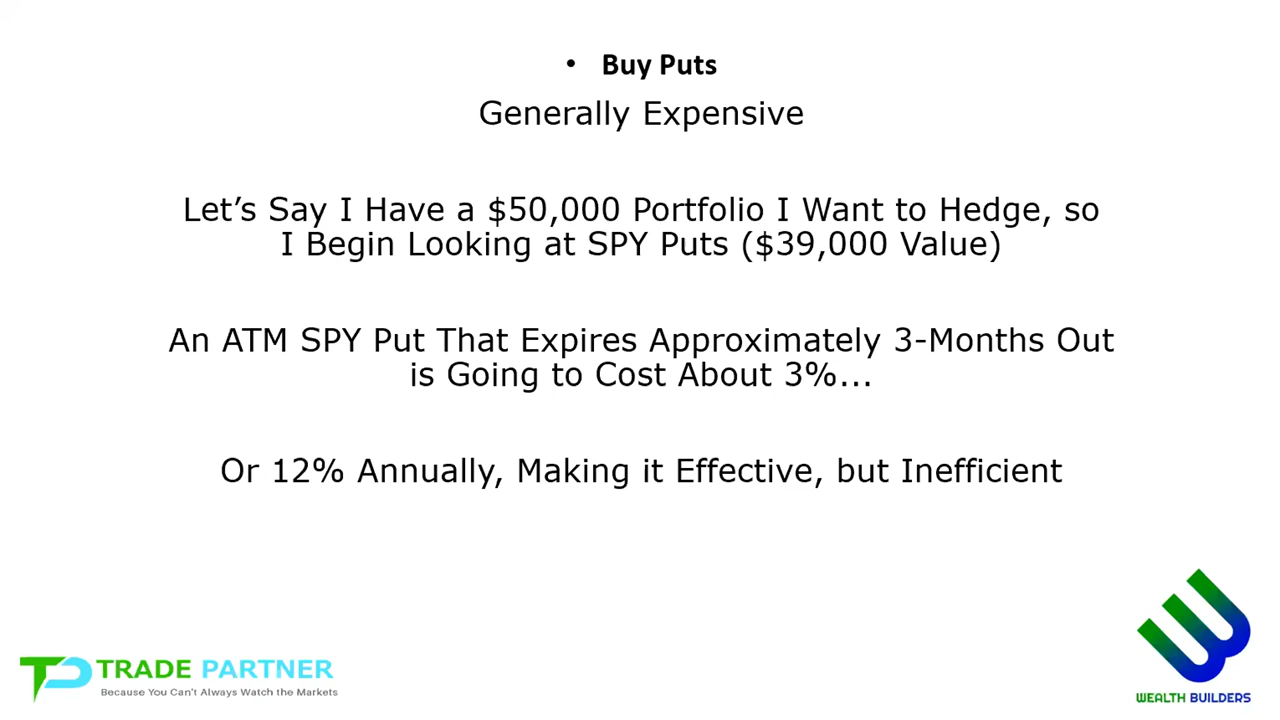 • Buy Puts
Generally Expensive
Let’s Say I Have a $50,000 Portfolio I Want to Hedge, so
I Begin Looking at SPY Puts ($39,000 Value)
An ATM SPY Put That Expires Approximately 3-Months Out
is Going to Cost About 3%...
Or 12% Annually, Making it Effective, but Inefficient
TRADE PARTNER
Because You Can't Always Watch the Markets
WEALTH BUILDERS